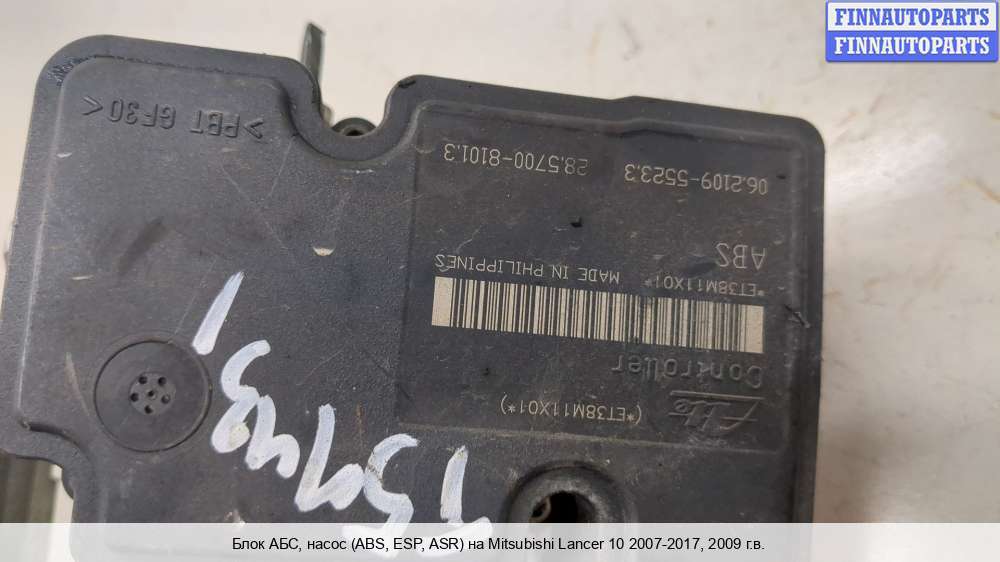 FINNAUTOPARTS
FINNAUTOPARTS
>PBT GF30<
(*ET38M11X01*)
Ate
Controller
*ET38M11X01* MADE IN PHILIPPINES
ABS
06.2109-5523.3 28.5700-8101.3
Блок АБС, насос (ABS, ESP, ASR) на Mitsubishi Lancer 10 2007-2017, 2009 г.в.